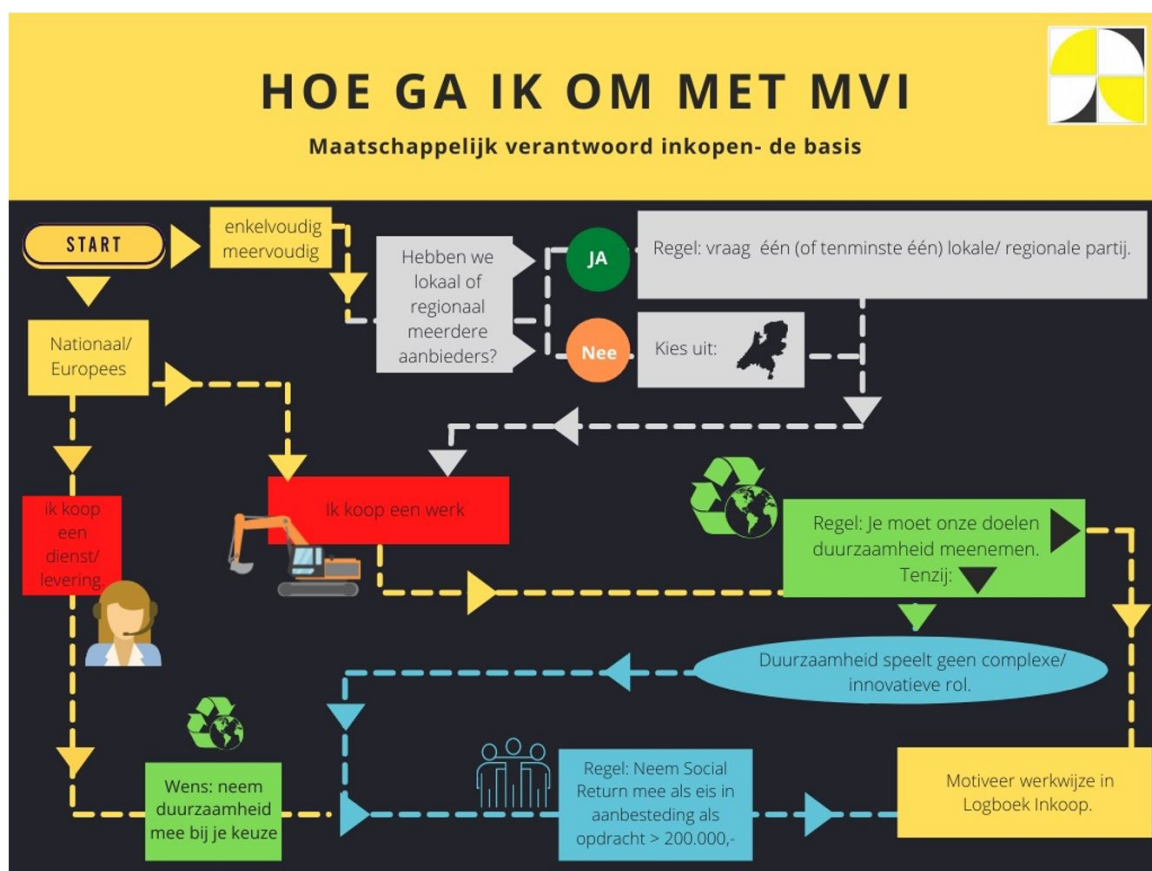 HOE GA IK OM MET MVI
Maatschappelijk verantwoord inkopen- de basis
START
enkelvoudig
meervoudig
Hebben we
lokaal of
regionaal
meerdere
aanbieders?
JA
Regel: vraag één (of tenminste één) lokale/ regionale partij.
Nee
Kies uit:
Nationaal/
Europees
ik koop
een
dienst/
levering.
Ik koop een werk
Regel: Je moet onze doelen
duurzaamheid meenemen.
Tenzij:
Duurzaamheid speelt geen complexe/
innovatieve rol.
Wens: neem
duurzaamheid
mee bij je keuze
Regel: Neem Social
Return mee als eis in
aanbesteding als
opdracht > 200.000,-
Motiveer werkwijze in
Logboek Inkoop.